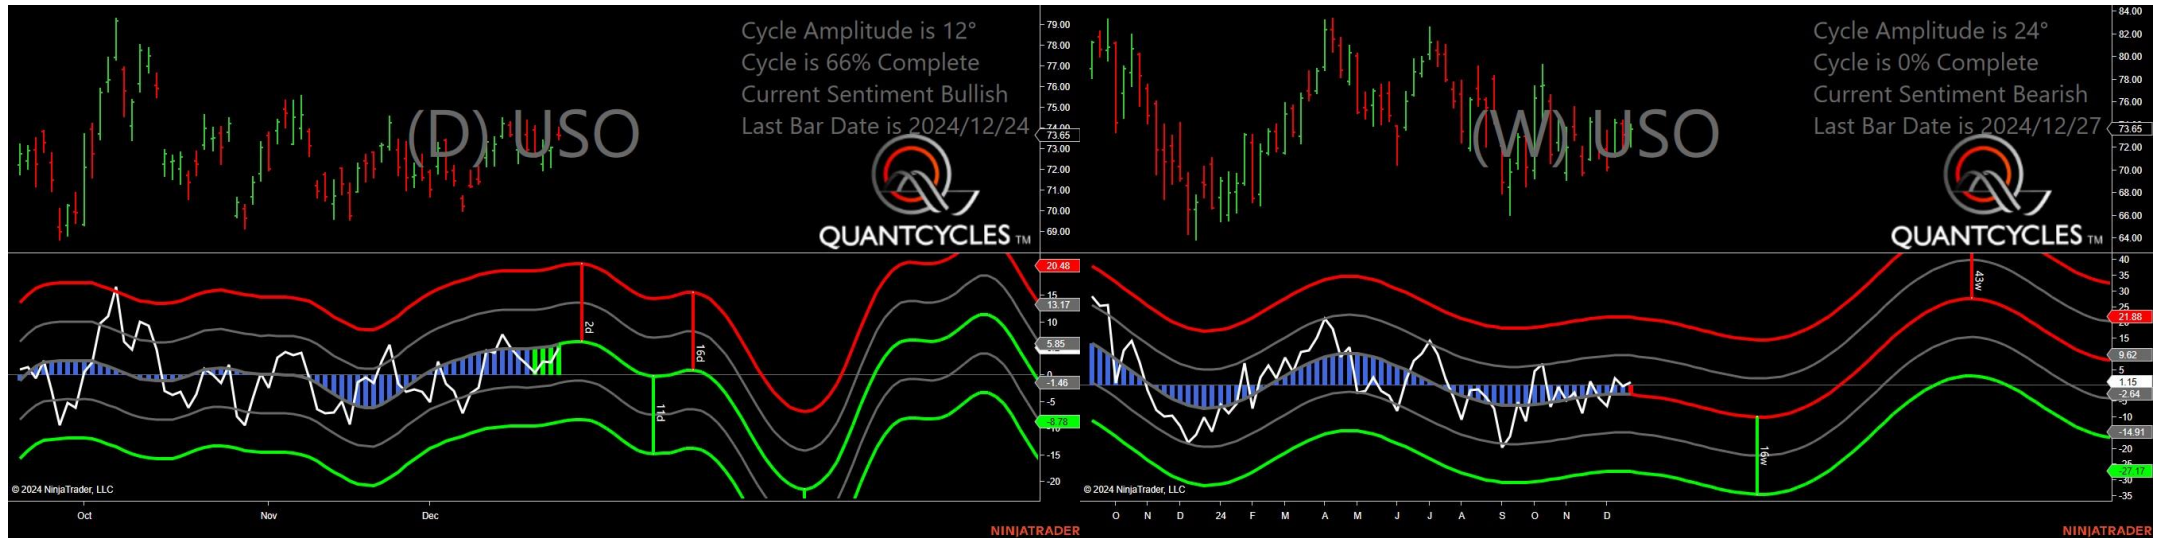 Cycle Amplitude is 12°
Cycle is 66% Complete
Current Sentiment Bullish
Last Bar Date is 2024/12/24
(D) USO
QUANTCYCLES TM
79.00
78.00
77.00
76.00
75.00
74.00
73.65
73.00
72.00
71.00
70.00
69.00
20.48
15
13.17
10
5.85
0
-1.46
-5
-8.78
-15
-20
2d
11d
16d
© 2024 NinjaTrader, LLC
Oct Nov Dec
NINJATRADER
Cycle Amplitude is 24°
Cycle is 0% Complete
Current Sentiment Bearish
Last Bar Date is 2024/12/27
(W) USO
QUANTCYCLES TM
84.00
82.00
80.00
78.00
76.00
73.65
72.00
70.00
68.00
66.00
64.00
40
35
30
25
21.88
15
9.62
5
1.15
-2.64
-5
-10
-14.91
-20
-27.17
-30
-35
43w
16w
© 2024 NinjaTrader, LLC
O N D 24 F M A M J J A S O N D
NINJATRADER